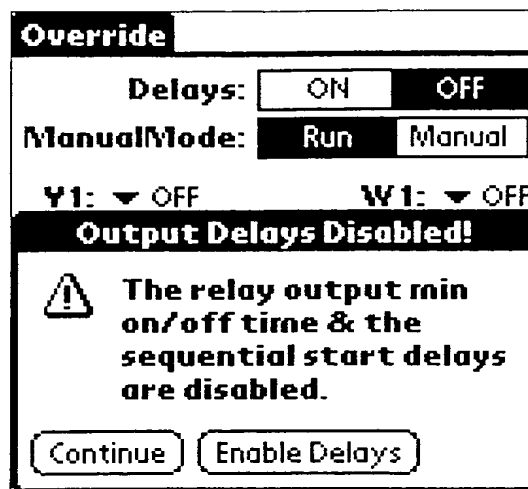 Override
Delays: ON OFF
ManualMode: Run Manual
Y1: OFF W1: OFF
Output Delays Disabled!
The relay output min
on/off time & the
sequential start delays
are disabled.
Continue Enable Delays